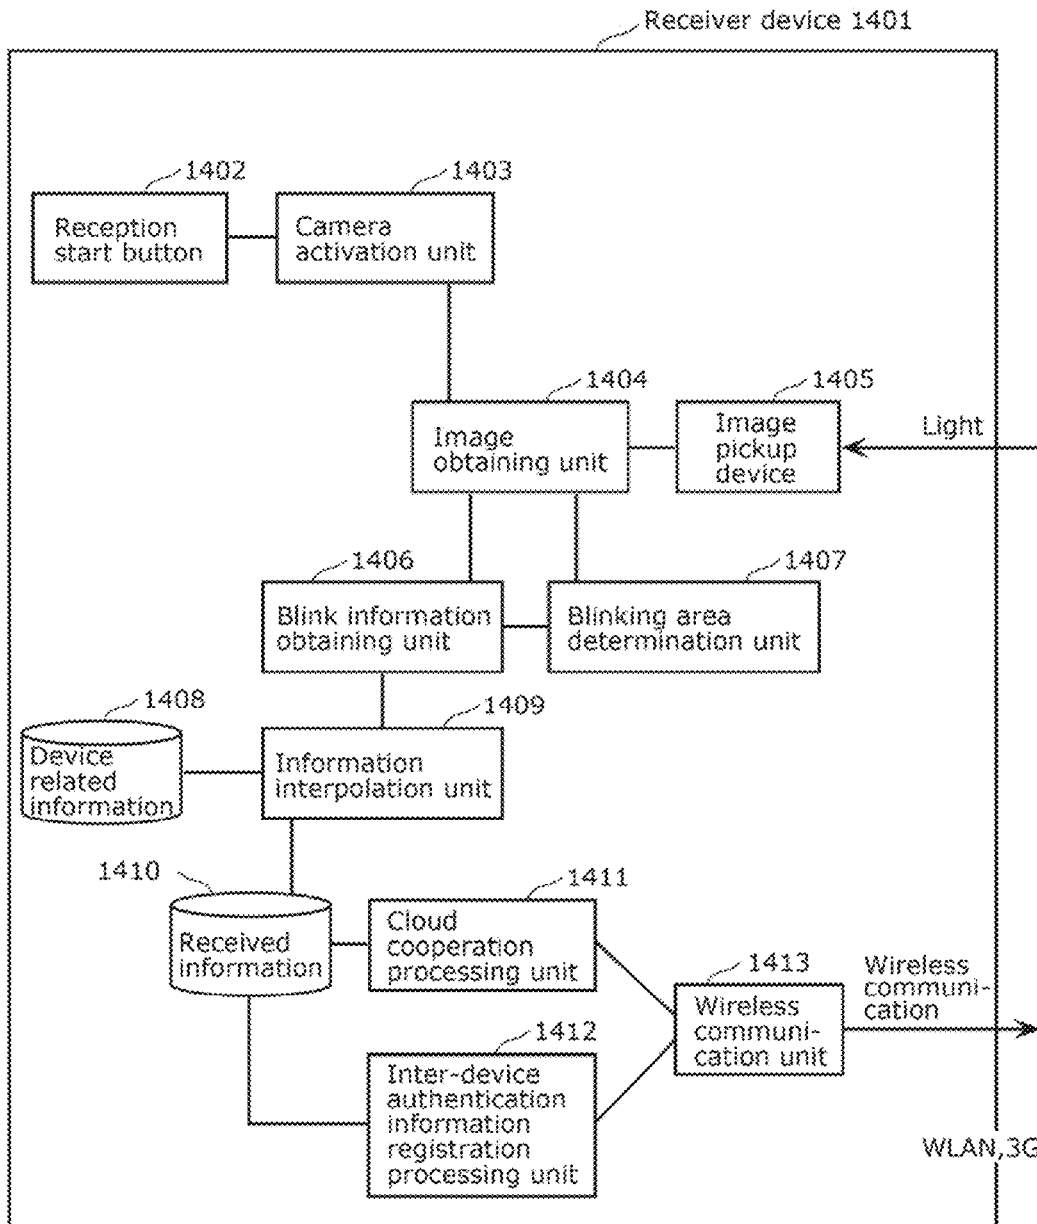 Receiver device 1401
1402
1403
Reception
start button
Camera
activation unit
1404
1405
Image
obtaining unit
Image
pickup
device
Light
1406
1407
Blink information
obtaining unit
Blinking area
determination unit
1408
1409
Device
related
information
Information
interpolation unit
1410
1411
Received
information
Cloud
cooperation
processing unit
1413
Wireless
communi-
cation
Wireless
communi-
cation unit
1412
Inter-device
authentication
information
registration
processing unit
WLAN,3G